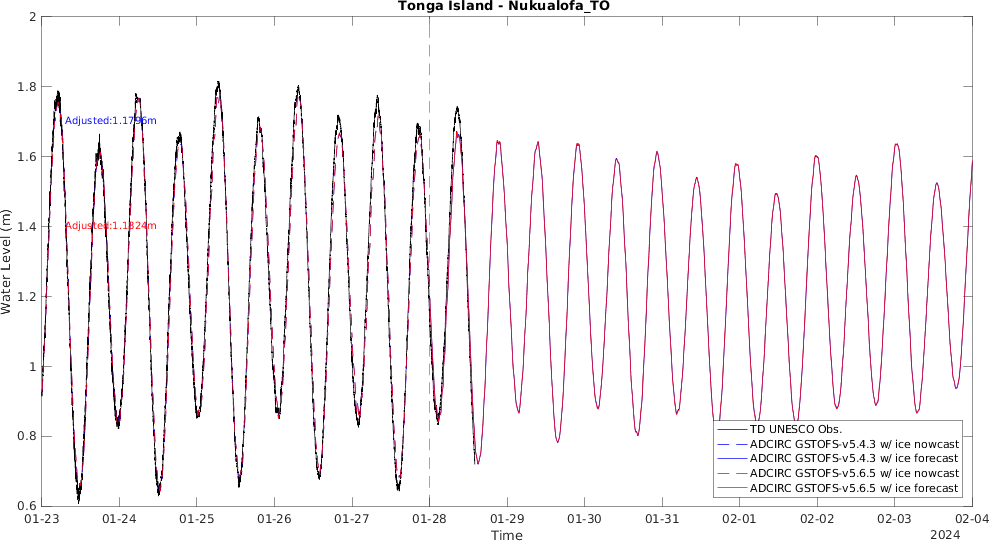 Tonga Island - Nukualofa_TO
2
1.8
1.6
1.4
1.2
1
0.8
0.6
Water Level (m)
Adjusted:1.1796m
Adjusted:1.1324m
TD UNESCO Obs.
ADCIRC GSTOFS-v5.4.3 w/ ice nowcast
ADCIRC GSTOFS-v5.4.3 w/ ice forecast
ADCIRC GSTOFS-v5.6.5 w/ ice nowcast
ADCIRC GSTOFS-v5.6.5 w/ ice forecast
01-23 01-24 01-25 01-26 01-27 01-28 01-29 01-30 01-31 02-01 02-02 02-03 02-04
Time
2024